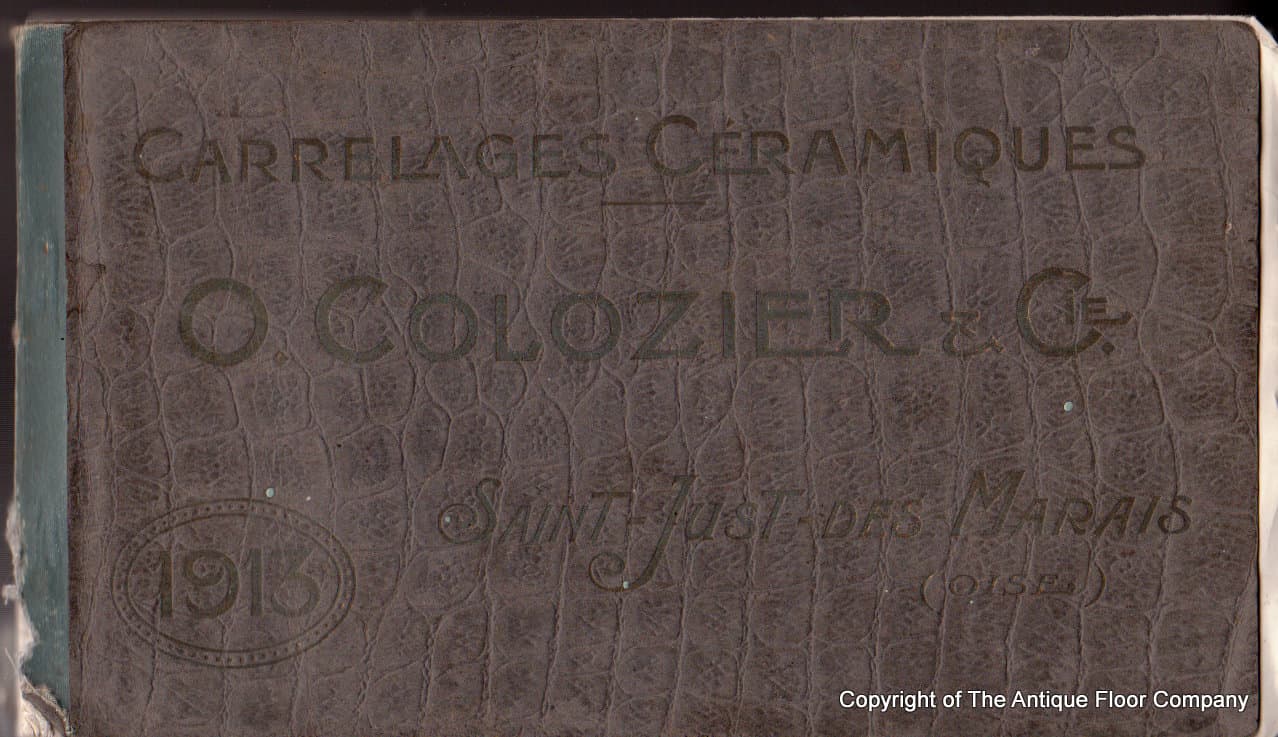 CARRELAGES CÉRAMIQUES
O. COLOZIER & CIE.
SAINT-JUST-DES MARAIS
(OISE)
1913
Copyright of The Antique Floor Company